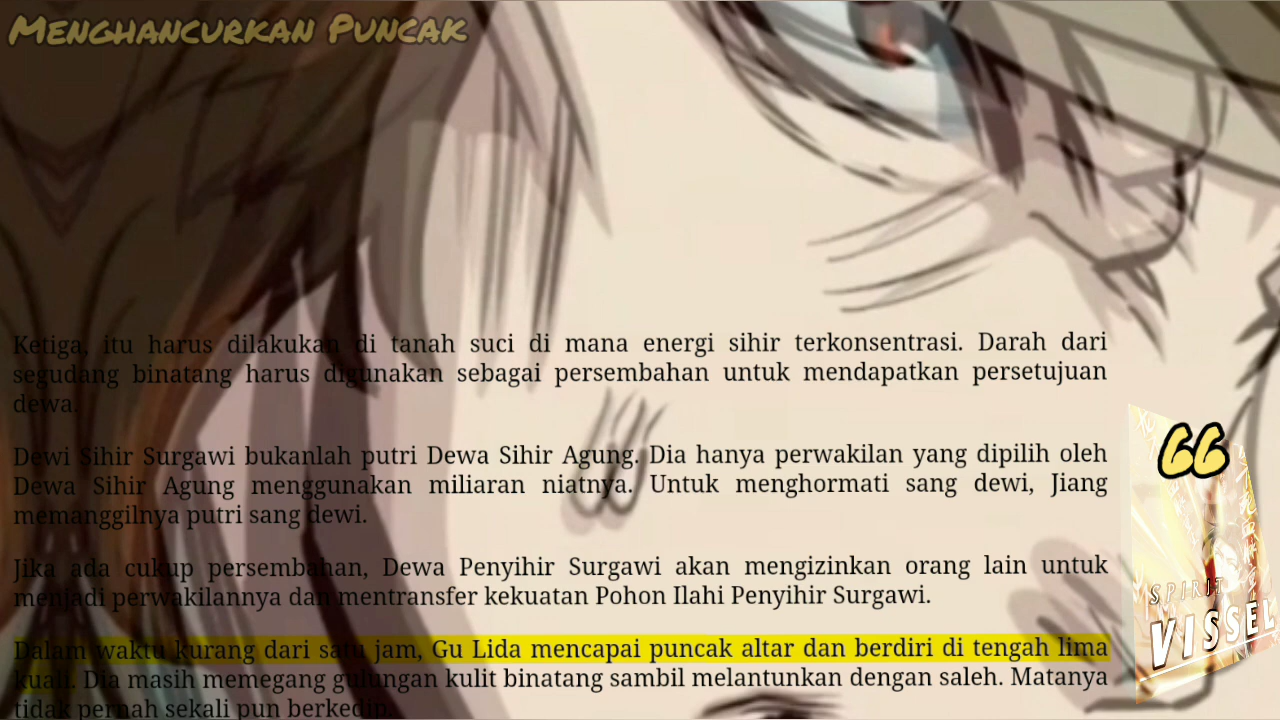 Menghancurkan Puncak
Ketiga, itu harus dilakukan di tanah suci di mana energi sihir terkonsentrasi. Darah dari
segudang binatang harus digunakan sebagai persembahan untuk mendapatkan persetujuan
dewa.
Dewi Sihir Surgawi bukanlah putri Dewa Sihir Agung. Dia hanya perwakilan yang dipilih oleh
Dewa Sihir Agung menggunakan miliaran niatnya. Untuk menghormati sang dewi, Jiang
memanggilnya putri sang dewi.
Jika ada cukup persembahan, Dewa Penyihir Surgawi akan mengizinkan orang lain untuk
menjadi perwakilannya dan mentransfer kekuatan Pohon Ilahi Penyihir Surgawi.
Dalam waktu kurang dari satu jam, Gu Lida mencapai puncak altar dan berdiri di tengah lima
kuali. Dia masih memegang gulungan kulit binatang sambil melantunkan dengan saleh. Matanya
tidak pernah sekali pun berkedip.
66
SPIRIT
VISSEL